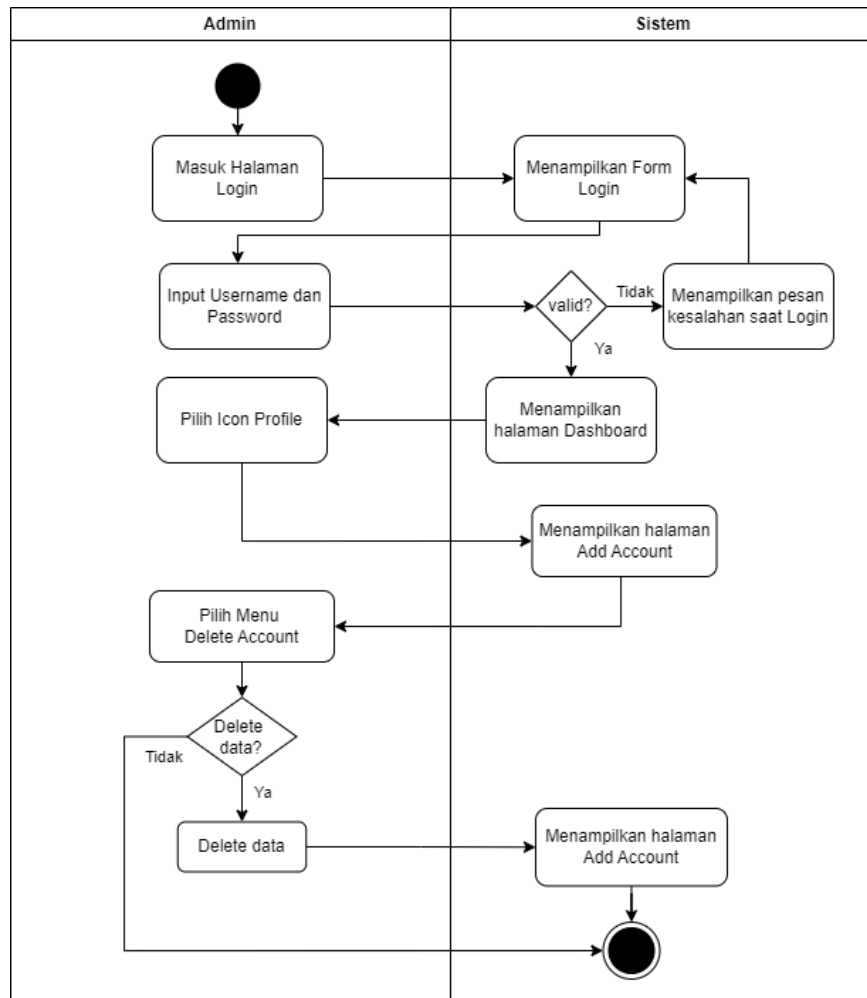 Admin
Sistem
Masuk Halaman
Login
Menampilkan Form
Login
Input Username dan
Password
valid?
Tidak
Menampilkan pesan
kesalahan saat Login
Ya
Pilih Icon Profile
Menampilkan
halaman Dashboard
Menampilkan halaman
Add Account
Pilih Menu
Delete Account
Delete
data?
Tidak
Ya
Delete data
Menampilkan halaman
Add Account